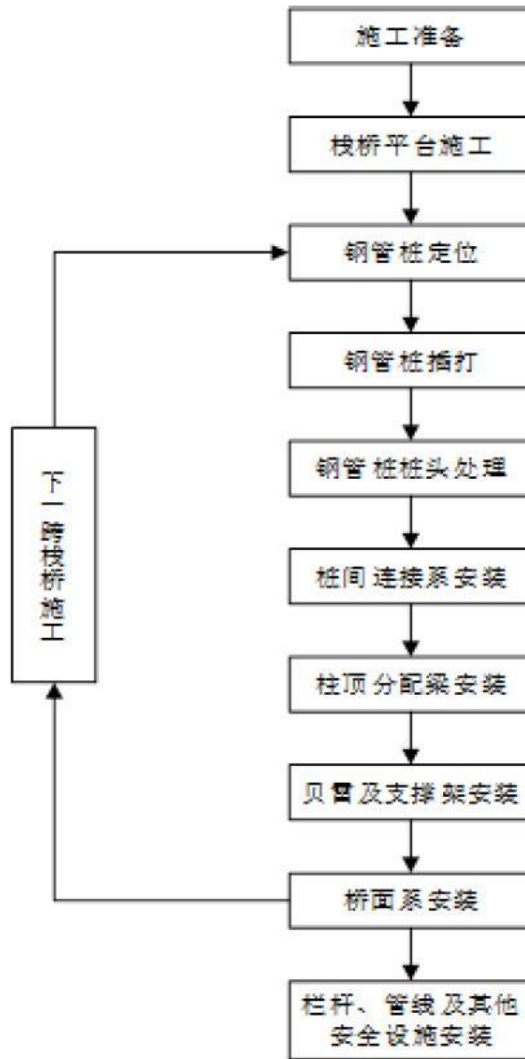 施工准备
栈桥平台施工
钢管桩定位
钢管桩插打
钢管桩桩头处理
桩间连接系安装
柱顶分配梁安装
贝雷及支撑架安装
桥面系安装
栏杆、管线及其他
安全设施安装
下一跨栈桥施工